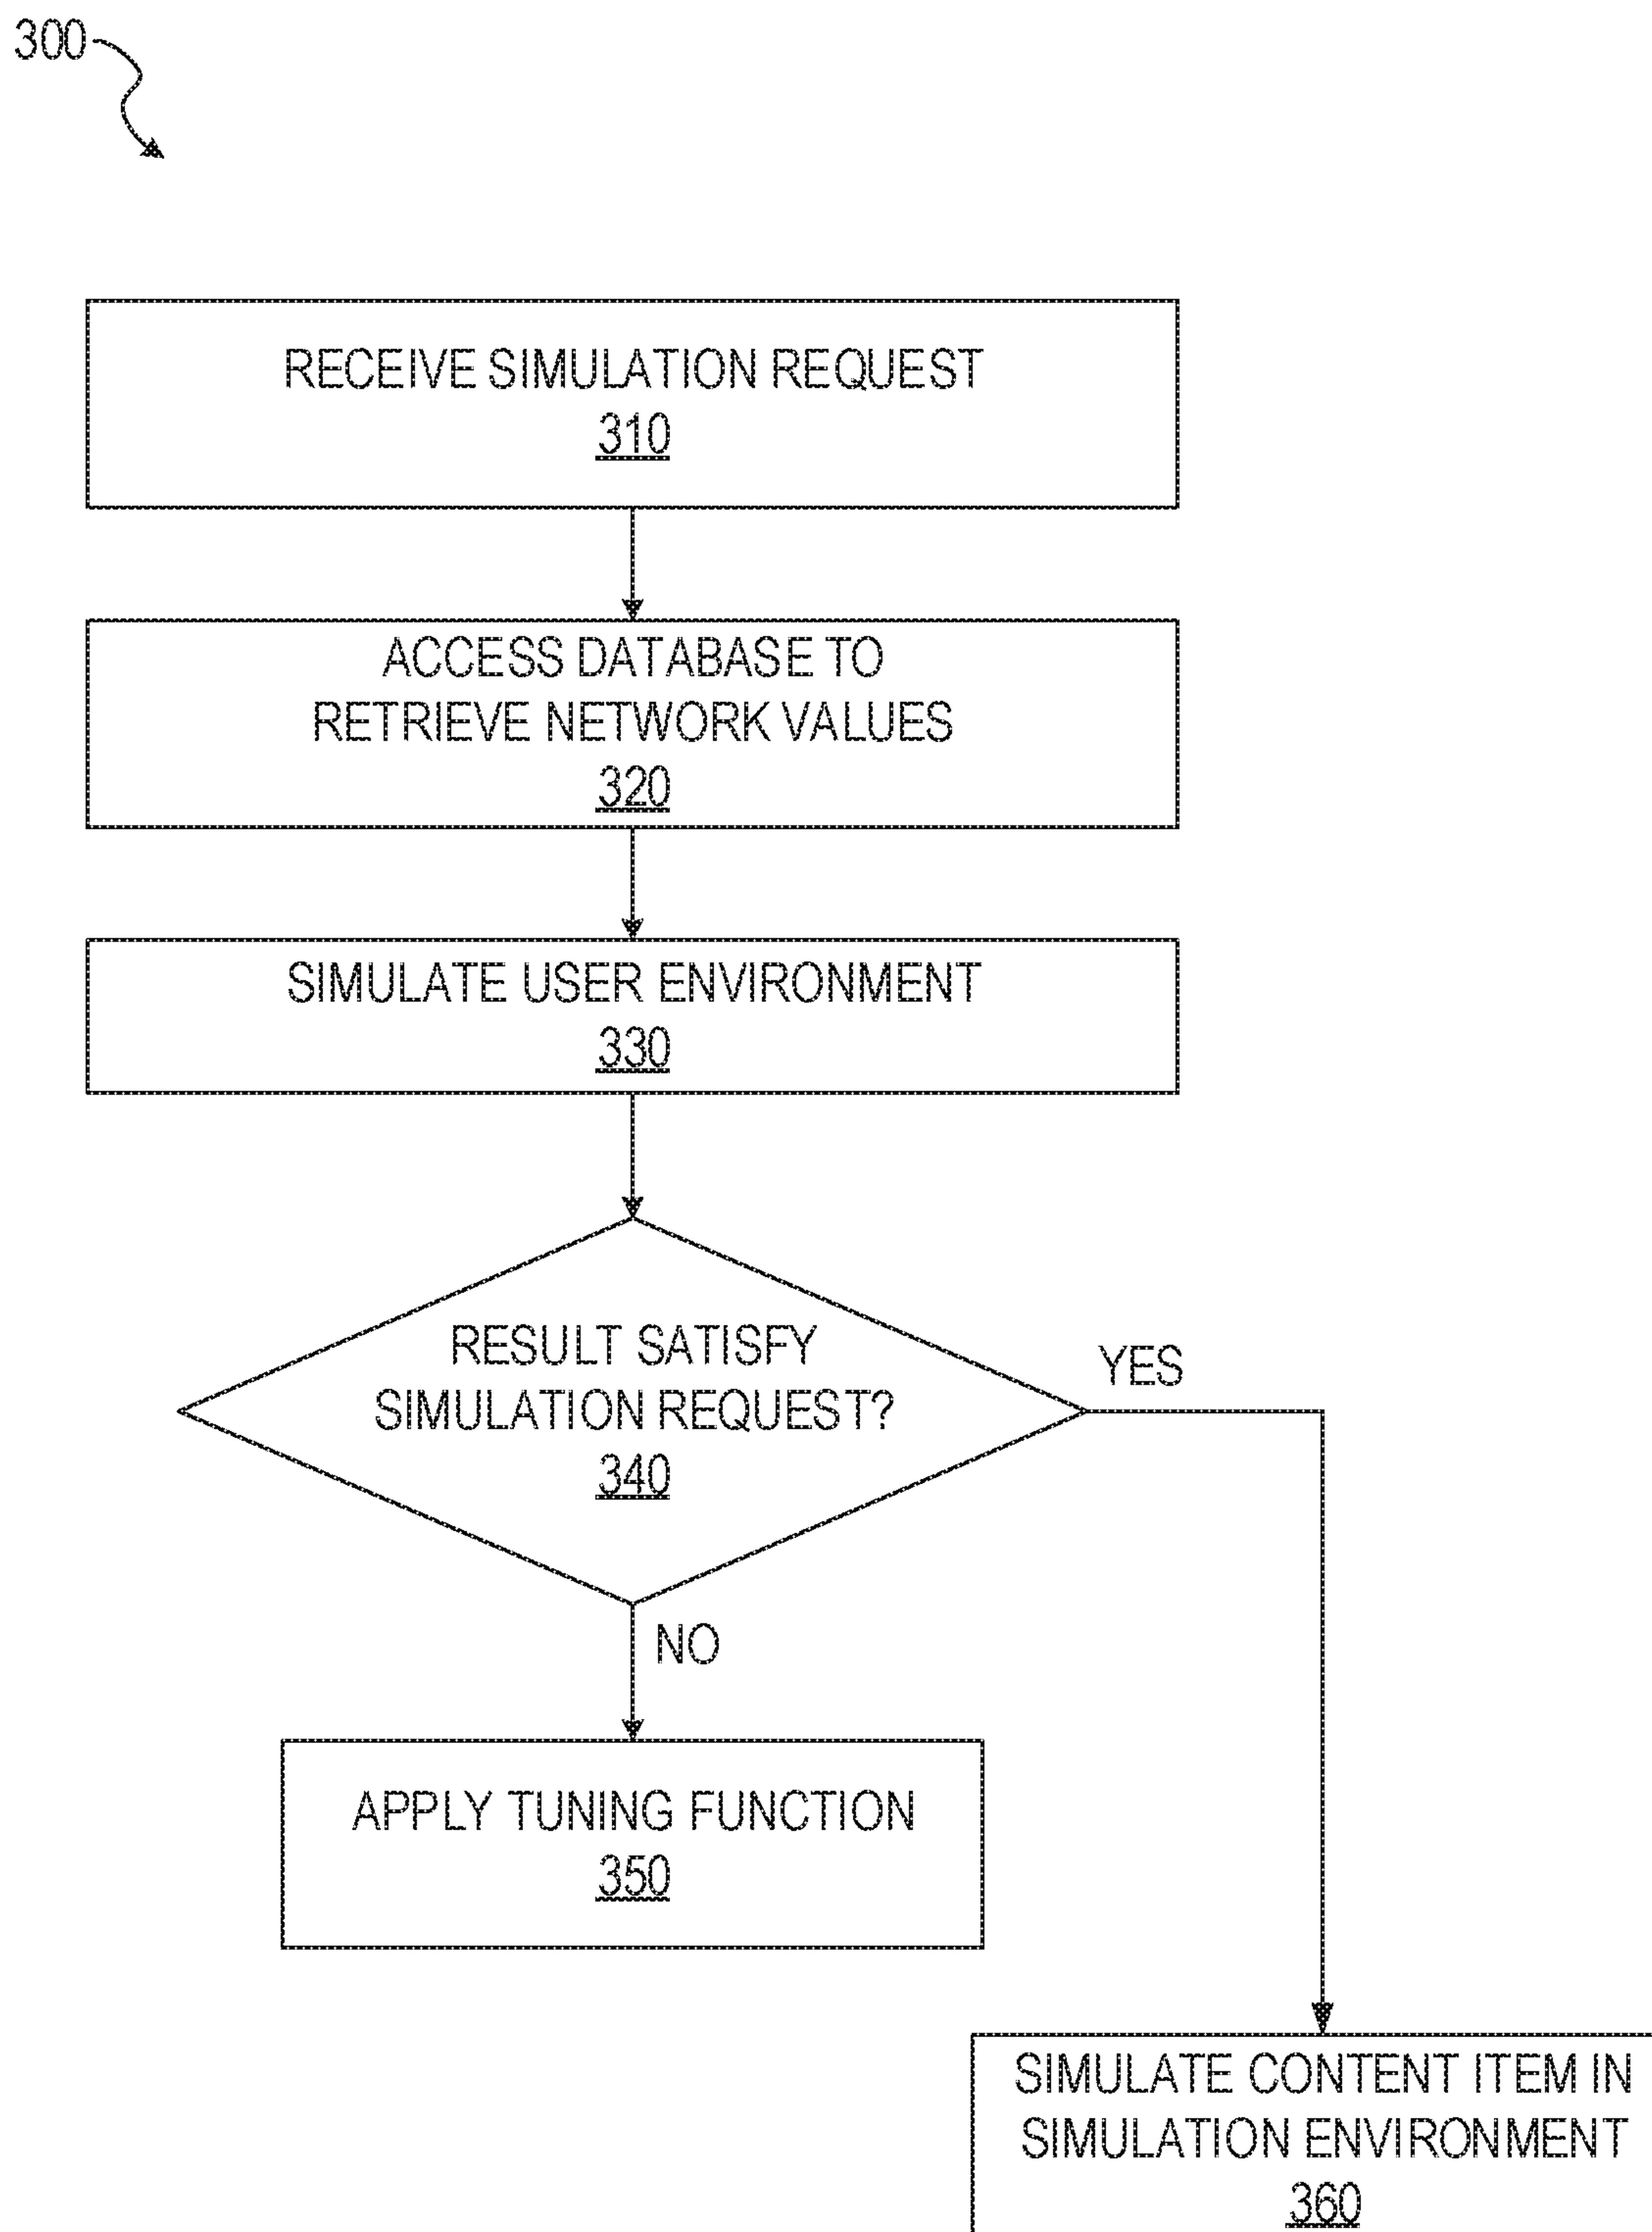 300
RECEIVE SIMULATION REQUEST
310
ACCESS DATABASE TO
RETRIEVE NETWORK VALUES
320
SIMULATE USER ENVIRONMENT
330
RESULT SATISFY
SIMULATION REQUEST?
340
YES
NO
APPLY TUNING FUNCTION
350
SIMULATE CONTENT ITEM IN
SIMULATION ENVIRONMENT
360